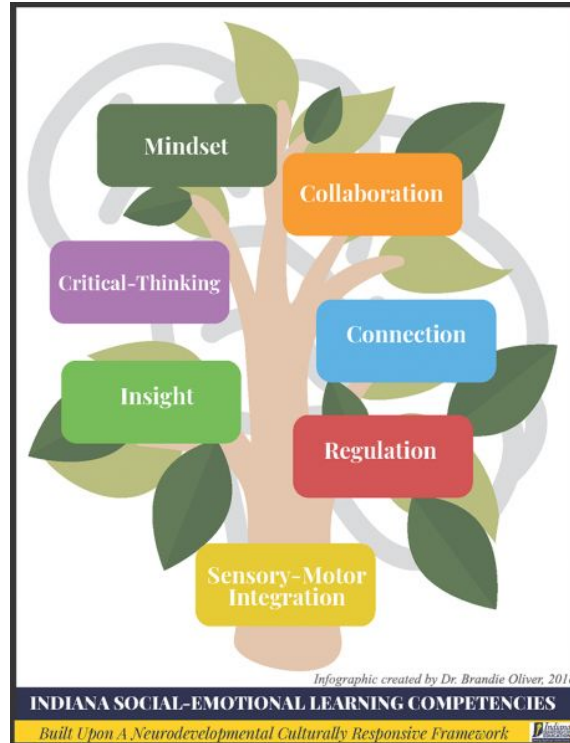 Mindset
Collaboration
Critical-Thinking
Connection
Insight
Regulation
Sensory-Motor
Integration
Infographic created by Dr. Brandie Oliver,
INDIANA SOCIAL-EMOTIONAL LEARNING COMPETENCIES
Built Upon A Neurodevelopmental Culturally Responsive Framework
Indiana